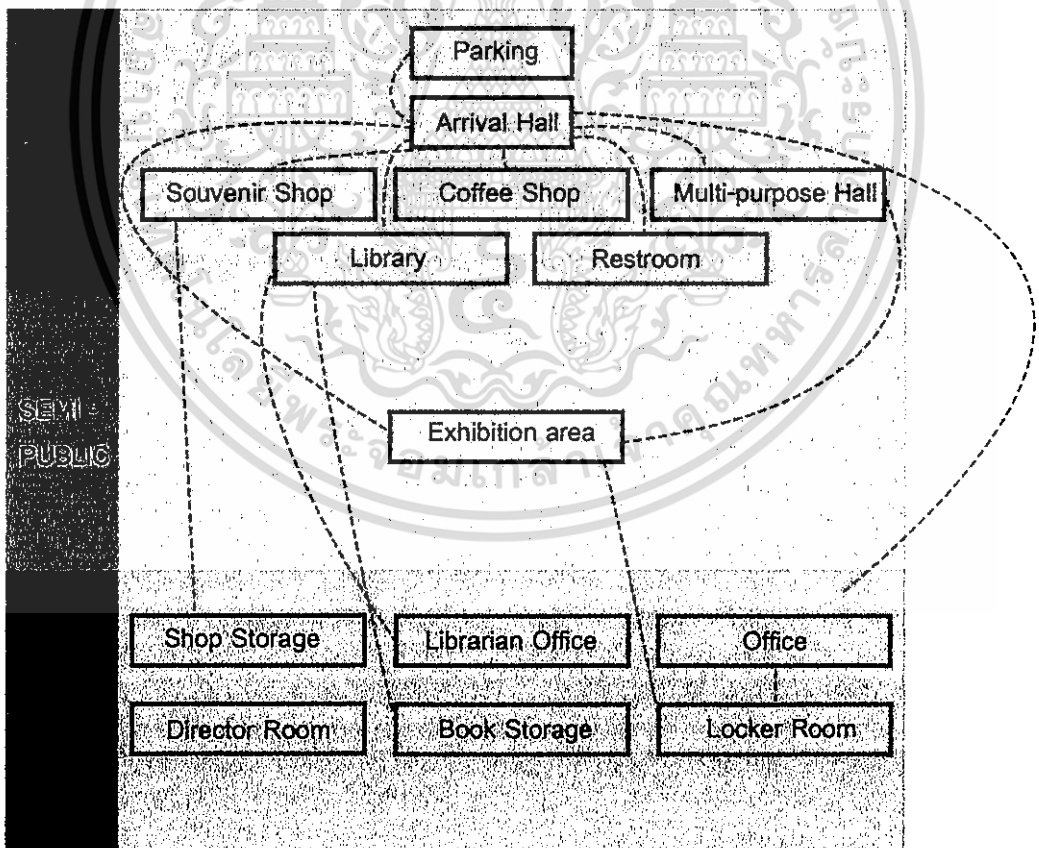 Parking
Arrival Hall
Souvenir Shop
Coffee Shop
Multi-purpose Hall
Library
Restroom
SEMI -
PUBLIC
Exhibition area
Shop Storage
Librarian Office
Office
Director Room
Book Storage
Locker Room